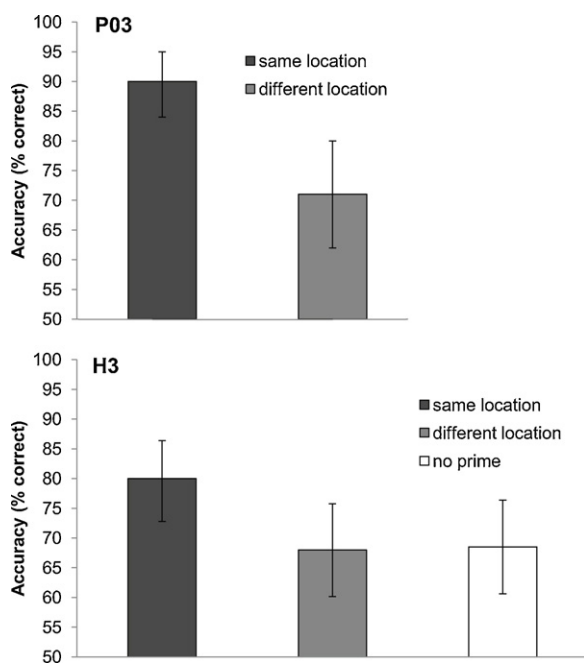 P03
Accuracy (% correct)
100
95
90
85
80
75
70
65
60
55
50
same location
different location
H3
Accuracy (% correct)
100
95
90
85
80
75
70
65
60
55
50
same location
different location
no prime